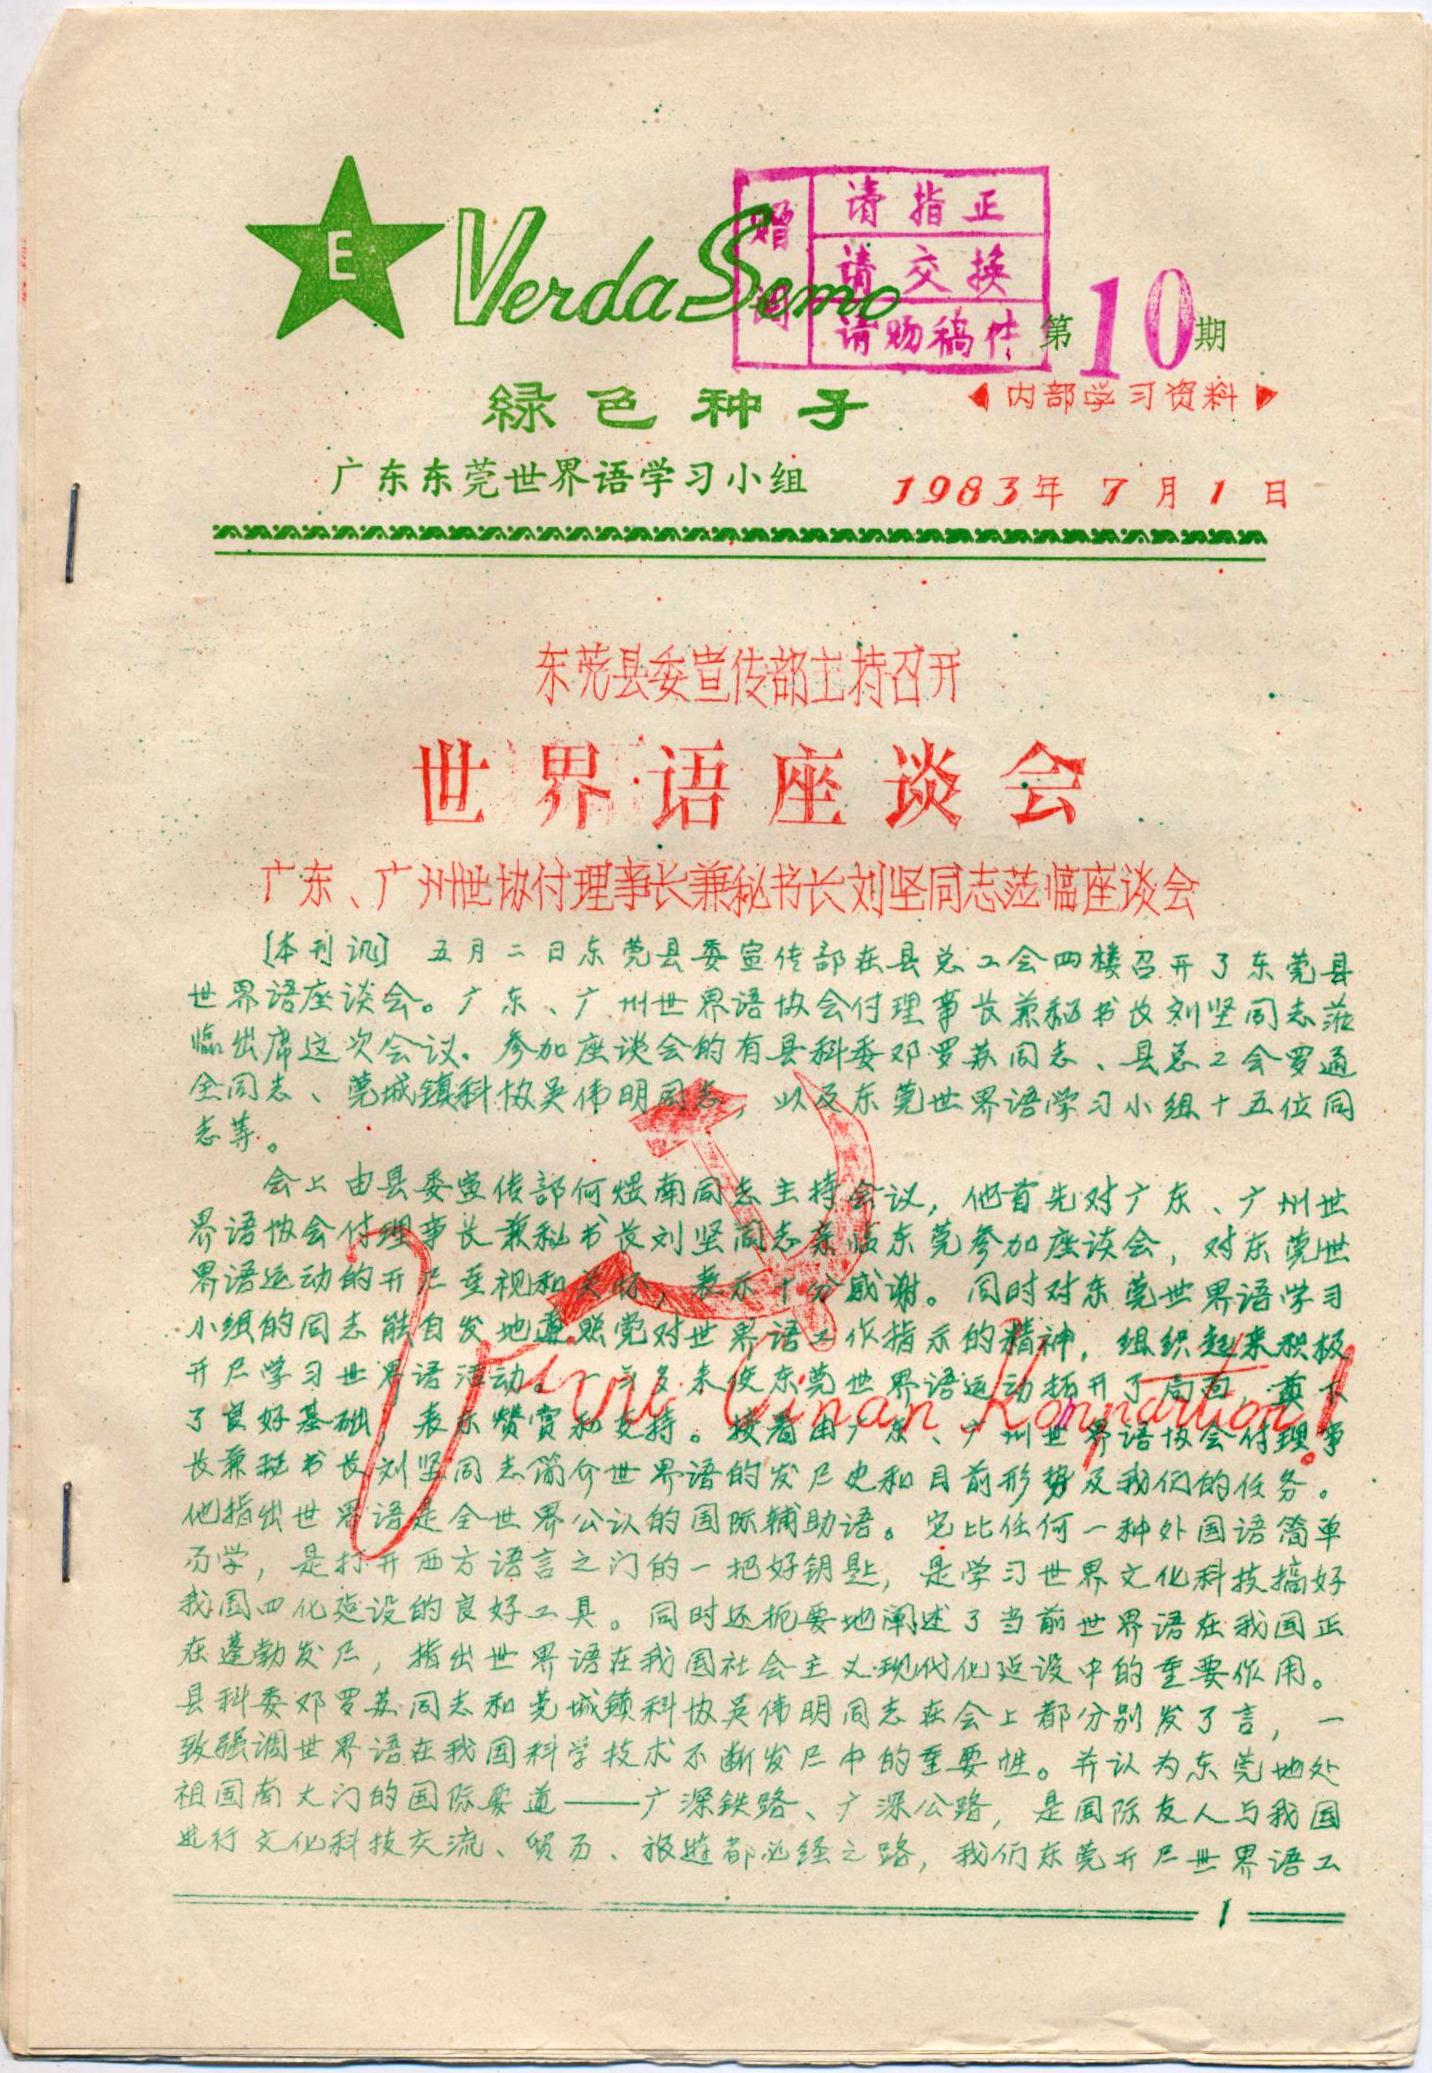 E
Verda Semo
赠阅
请指正
请交换
请赐稿件
第10期
绿色种子
◀内部学习资料▶
广东东莞世界语学习小组
1983年7月1日
东莞县委宣传部主持召开
世界语座谈会
广东、广州世协付理事长兼秘书长刘坚同志莅临座谈会
[本刊讯] 五月二日东莞县委宣传部在县总工会四楼召开了东莞县
世界语座谈会。广东、广州世界语协会付理事长兼秘书长刘坚同志莅
临出席这次会议。参加座谈会的有县科委邓罗荪同志、县总工会罗通
全同志、莞城镇科协吴伟明同志,以及东莞世界语学习小组十五位同
志等。
会上由县委宣传部何煜南同志主持会议,他首先对广东、广州世
界语协会付理事长兼秘书长刘坚同志亲临东莞参加座谈会,对东莞世
界语运动的开尸重视和关怀,表示十分感谢。同时对东莞世界语学习
小组的同志能自发地遵照党对世界语工作指示的精神,组织起来积极
开尸学习世界语活动。一年多来使东莞世界语运动拓开了局面,奠下
了良好基础,表示赞赏和支持。接着由广东、广州世界语协会付理事
长兼秘书长刘坚同志简介世界语的发尸史和目前形势及我们的任务。
他指出世界语是全世界公认的国际辅助语。它比任何一种外国语简单
易学,是打开西方语言之门的一把好钥匙,是学习世界文化科技搞好
我国四化建设的良好工具。同时还扼要地阐述了当前世界语在我国正
在蓬勃发尸,指出世界语在我国社会主义现代化建设中的重要作用。
县科委邓罗荪同志和莞城镇科协吴伟明同志在会上都分别发了言,一
致强调世界语在我国科学技术不断发尸中的重要性。并认为东莞地处
祖国南大门的国际要道——广深铁路、广深公路,是国际友人与我国
进行文化科技交流、贸易、旅游都必经之路,我们东莞开尸世界语工
Vivu Ĉinan Kompartion!
1